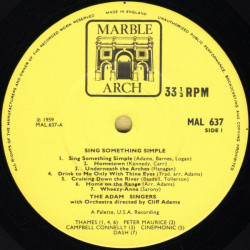 MADE IN ENGLAND
MARBLE
ARCH
33⅓ RPM
℗ 1959
MAL 637-A
MAL 637
SIDE 1
SING SOMETHING SIMPLE
1. Sing Something Simple (Adams, Barnes, Logan)
2. Hometown (Kennedy, Carr)
3. Underneath the Arches (Flanagan)
4. Drink to Me Only With Thine Eyes (Trad. arr. Adams)
5. Cruising Down the River (Beadell, Tollerton)
6. Home on the Range (Arr. Adams)
7. Wheezy-Anna (Sarony)
THE ADAM SINGERS
with Orchestra directed by Cliff Adams
A Palette, U.S.A. Recording
THAMES (1, 4, 6) PETER MAURICE (2)
CAMPBELL CONNELLY (3) CINEPHONIC (5)
DASH (7)